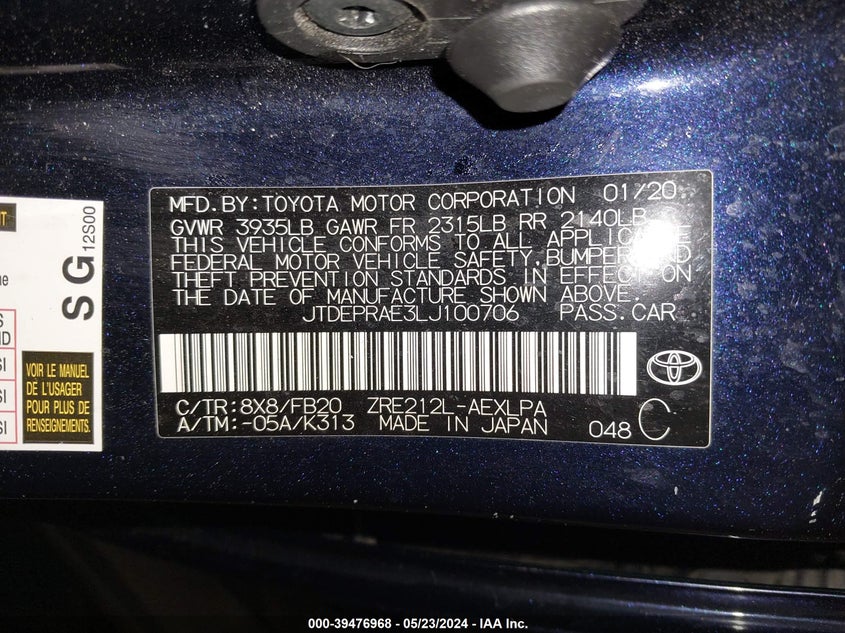 MFD. BY: TOYOTA MOTOR CORPORATION 01/20
GVWR 3935LB GAWR FR 2315LB RR 2140LB
THIS VEHICLE CONFORMS TO ALL APPLICABLE
FEDERAL MOTOR VEHICLE SAFETY, BUMPER AND
THEFT PREVENTION STANDARDS IN EFFECT ON
THE DATE OF MANUFACTURE SHOWN ABOVE.
JTDEPRAE3LJ100706 PASS.CAR
C/TR:8X8/FB20 ZRE212L-AEXLPA
A/TM:-05A/K313 MADE IN JAPAN 048 C
SG
12S00
VOIR LE MANUEL
DE L'USAGER
POUR PLUS DE
RENSEIGNEMENTS.
000-39476968 - 05/23/2024 - IAA Inc.